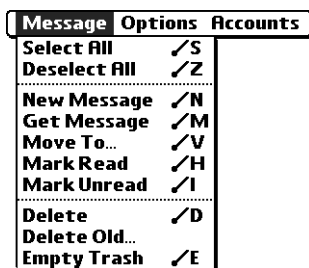 Message Options Accounts
Select All /S
Deselect All /Z
New Message /N
Get Message /M
Move To... /V
Mark Read /H
Mark Unread /I
Delete /D
Delete Old...
Empty Trash /E